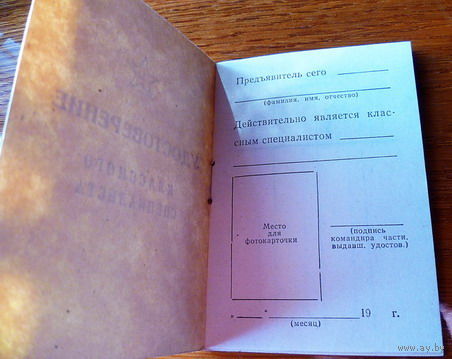 УДОСТОВЕРЕНИЕ
КЛАССНОГО
СПЕЦИАЛИСТА
Предъявитель сего
(фамилия, имя, отчество)
Действительно является клас-
сным специалистом
Место
для
фотокарточки
(подпись
командира части,
выдавш. удостов.)
19 г.
(месяц)
www.ay.by